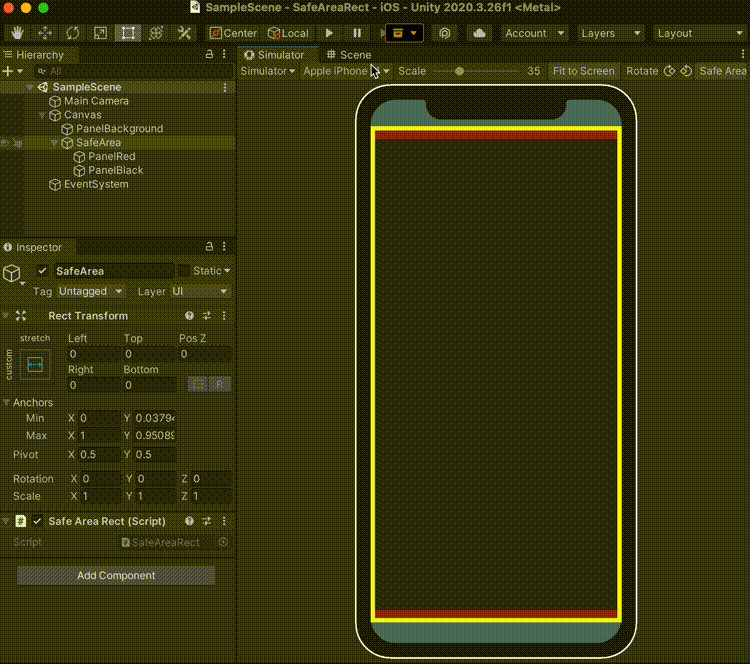 SampleScene - SafeAreaRect - iOS - Unity 2020.3.26f1 <Metal>
Center Local Account Layers Layout
Hierarchy
All
SampleScene
Main Camera
Canvas
PanelBackground
SafeArea
PanelRed
PanelBlack
EventSystem
Simulator Scene
Simulator Apple iPhone Scale 35 Fit to Screen Rotate Safe Area
Inspector
SafeArea Static
Tag Untagged Layer UI
Rect Transform
stretch Left Top Pos Z
custom 0 0 0
Right Bottom
0 0 R
Anchors
Min X 0 Y 0.0379
Max X 1 Y 0.9508
Pivot X 0.5 Y 0.5
Rotation X 0 Y 0 Z 0
Scale X 1 Y 1 Z 1
# Safe Area Rect (Script)
Script SafeAreaRect
Add Component